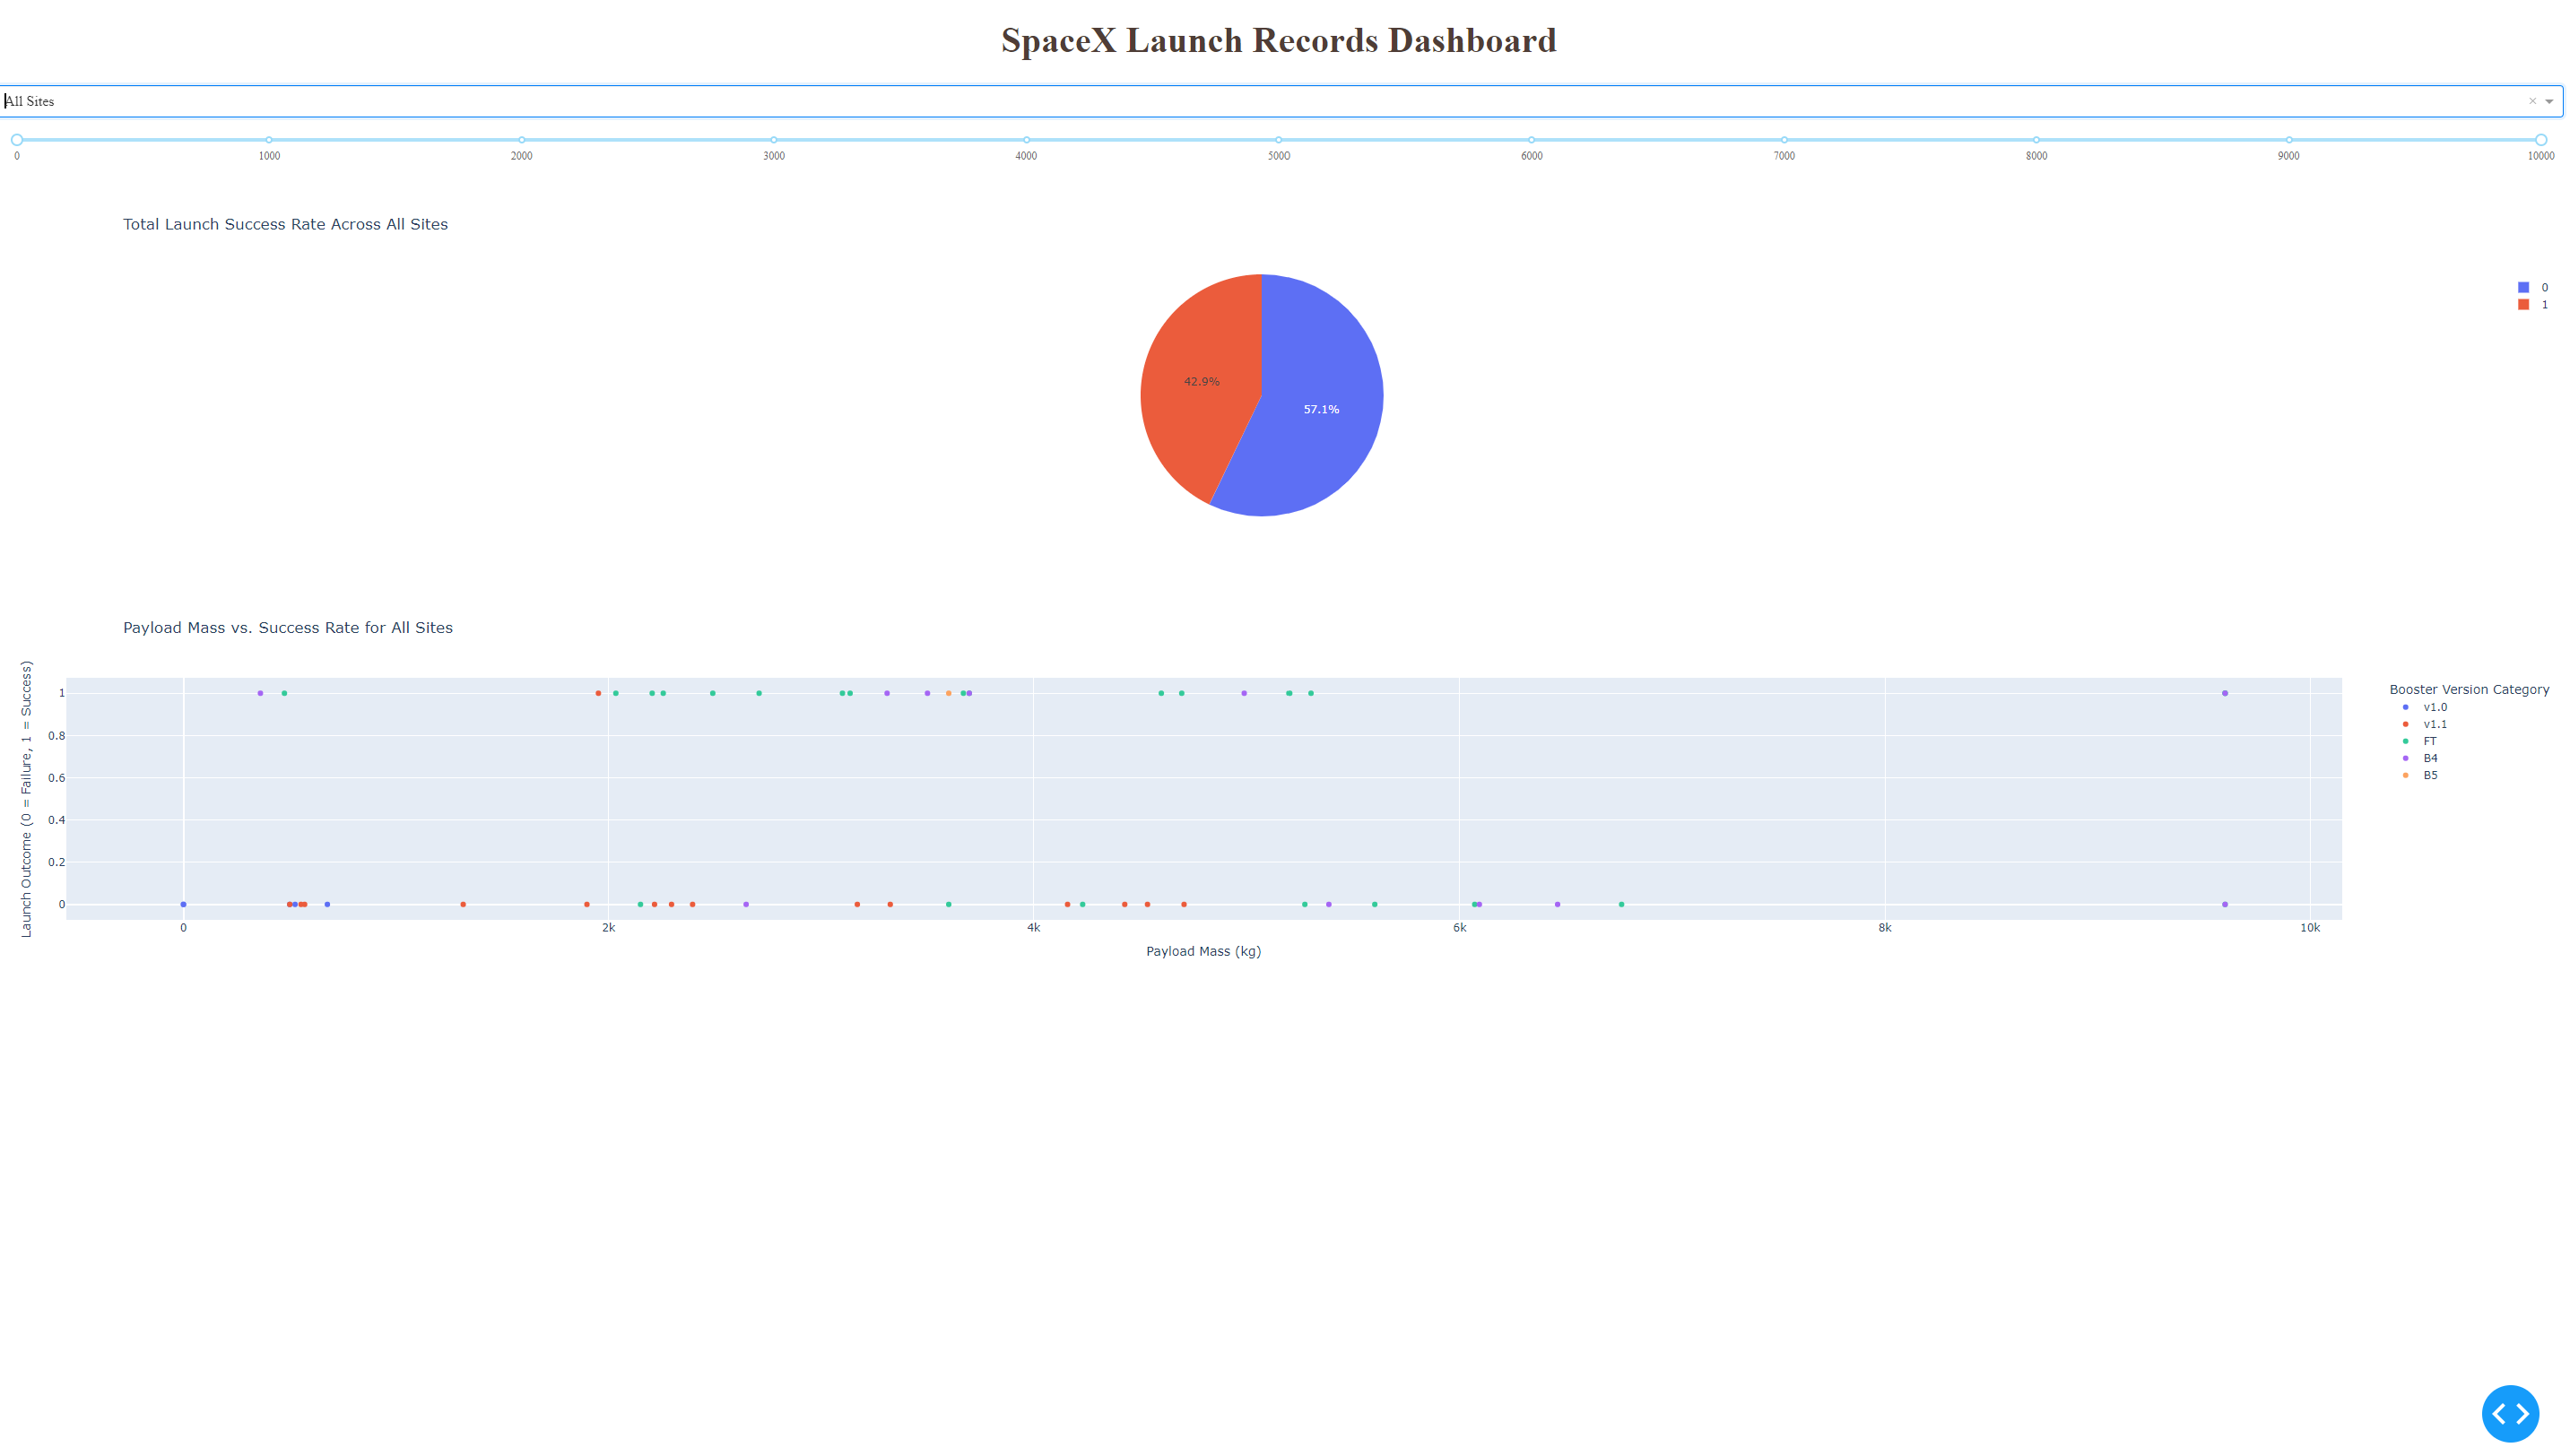 SpaceX Launch Records Dashboard
All Sites
0 1000 2000 3000 4000 5000 6000 7000 8000 9000 10000
Total Launch Success Rate Across All Sites
0
1
42.9%
57.1%
Payload Mass vs. Success Rate for All Sites
Launch Outcome (0 = Failure, 1 = Success)
1
0.8
0.6
0.4
0.2
0
0 2k 4k 6k 8k 10k
Payload Mass (kg)
Booster Version Category
v1.0
v1.1
FT
B4
B5